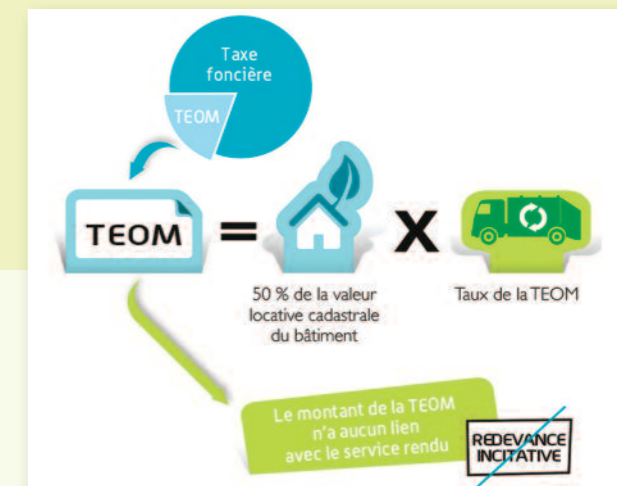 Taxe
foncière
TEOM
TEOM = X
50 % de la valeur
locative cadastrale
du bâtiment
Taux de la TEOM
Le montant de la TEOM
n'a aucun lien
avec le service rendu
REDEVANCE
INCITATIVE